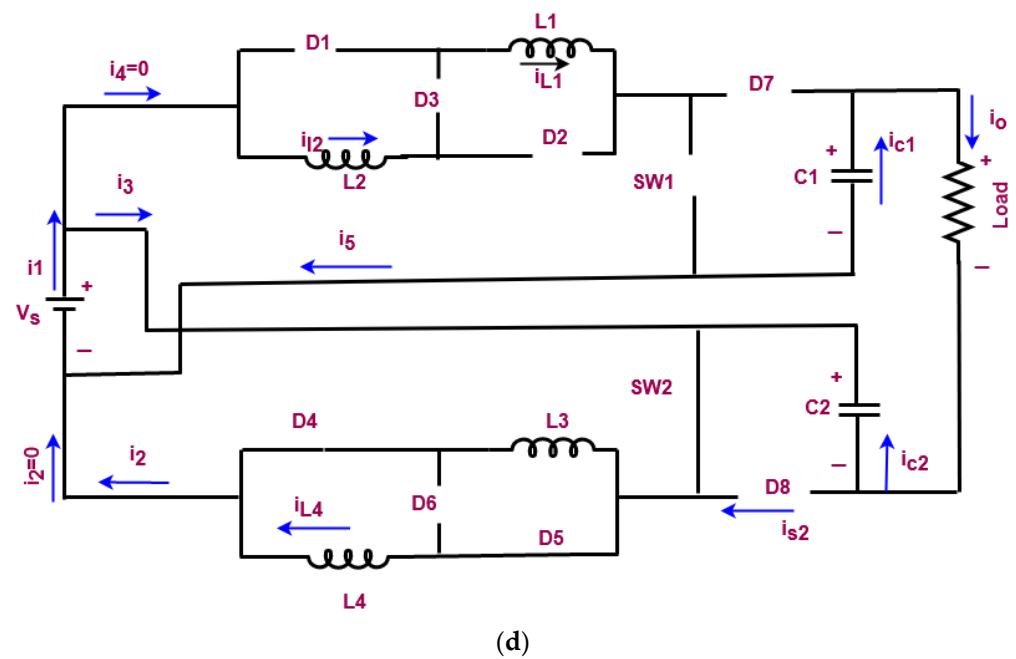 L1
D1
i4=0
iL1
D7
D3
io
il2
D2
+
ic1
+
L2
SW1
C1
Load
i3
–
i5
–
i1
+
Vs
–
SW2
+
C2
D4
L3
i2=0
i2
–
ic2
D6
D8
iL4
D5
is2
L4
(d)